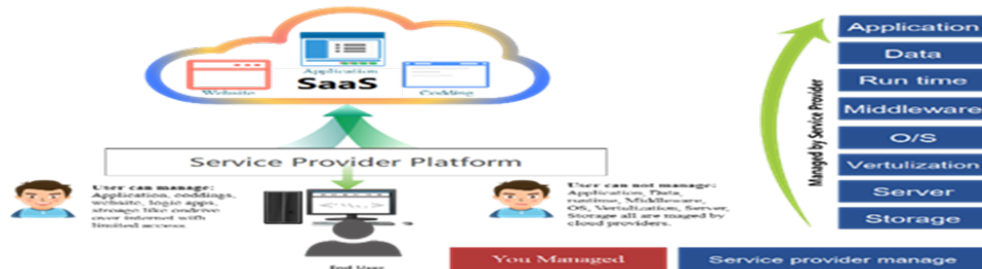 Application
Website
SaaS
Codding
Service Provider Platform
User can manage:
Application, coddings,
website, logic apps,
storage like ondrive
over internet with
limited access
User can not manage:
Application, Data,
runtime, Middleware,
OS, Vertulization, Server,
Storage all are maged by
cloud providers.
End User
You Managed
Service provider manage
Managed by Service Provider
Application
Data
Run time
Middleware
O/S
Vertulization
Server
Storage